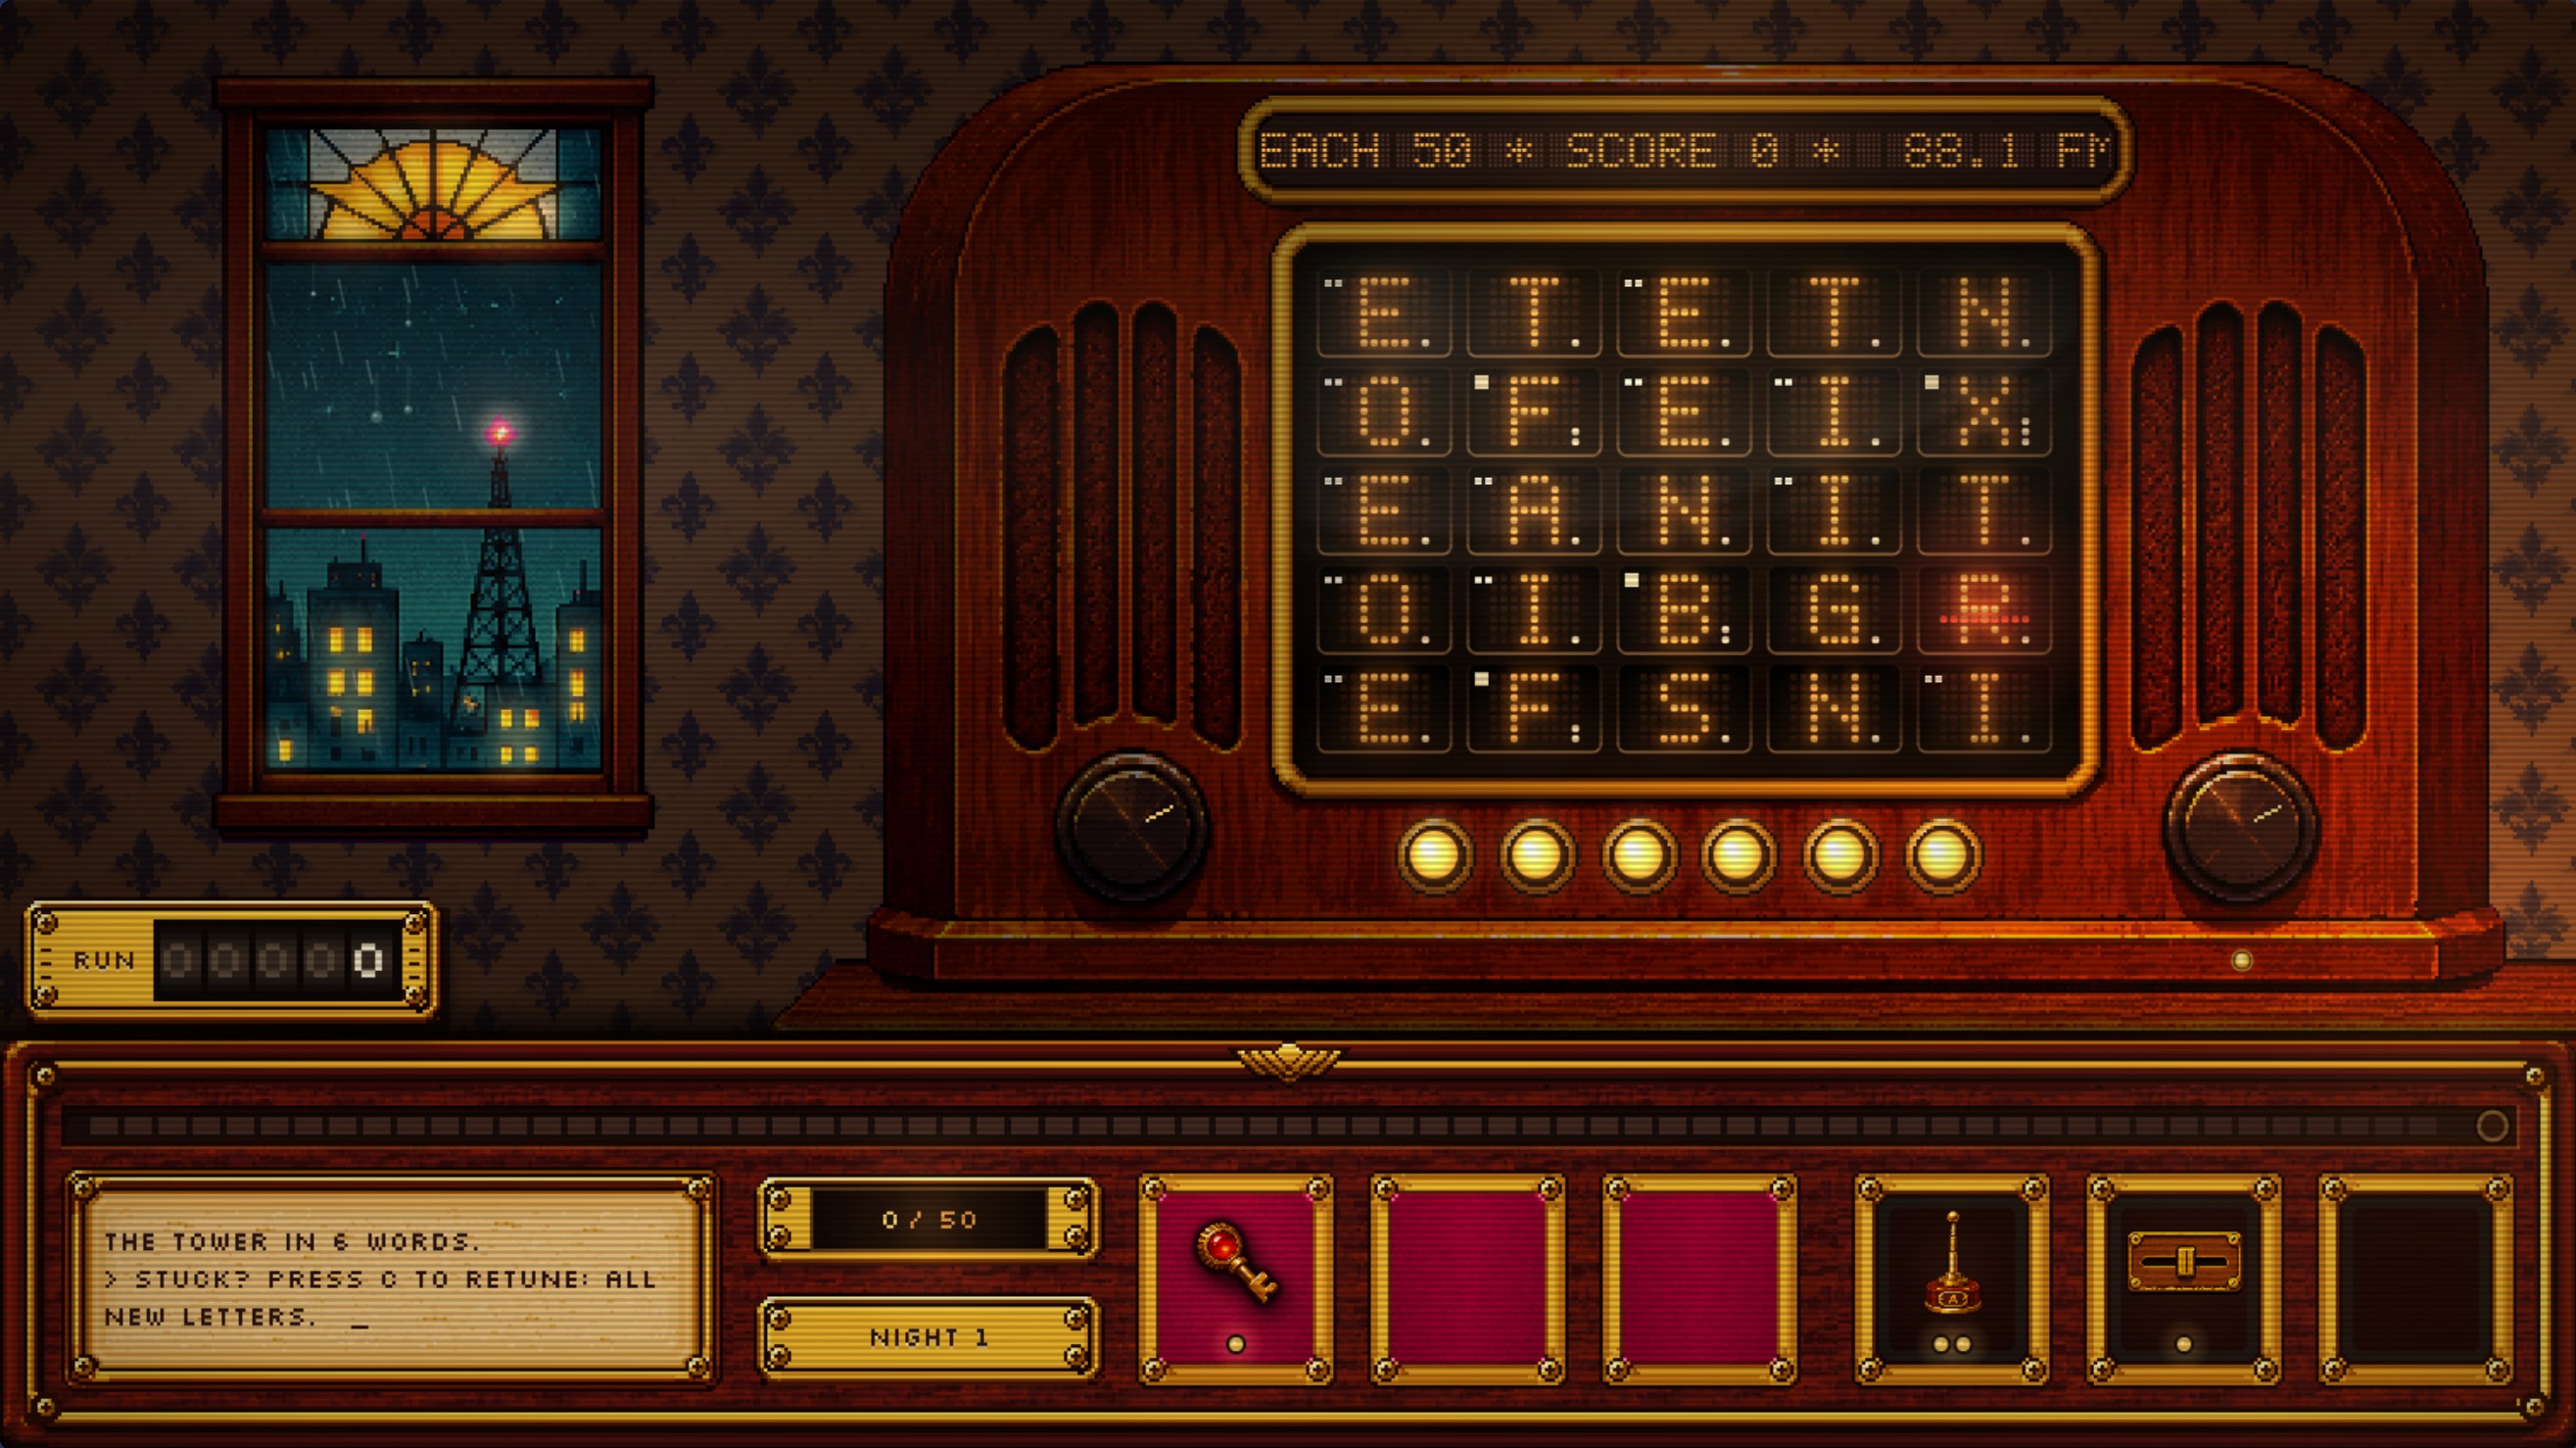 EACH 50 * SCORE 0 * 88.1 FM
E. T. E. T. N.
O. F: E. I. X:
E. A. N. I. T.
O. I. B: G. R.
E. F: S. N. I.
RUN 00000
THE TOWER IN 6 WORDS.
> STUCK? PRESS C TO RETUNE: ALL
NEW LETTERS. _
0 / 50
NIGHT 1
A